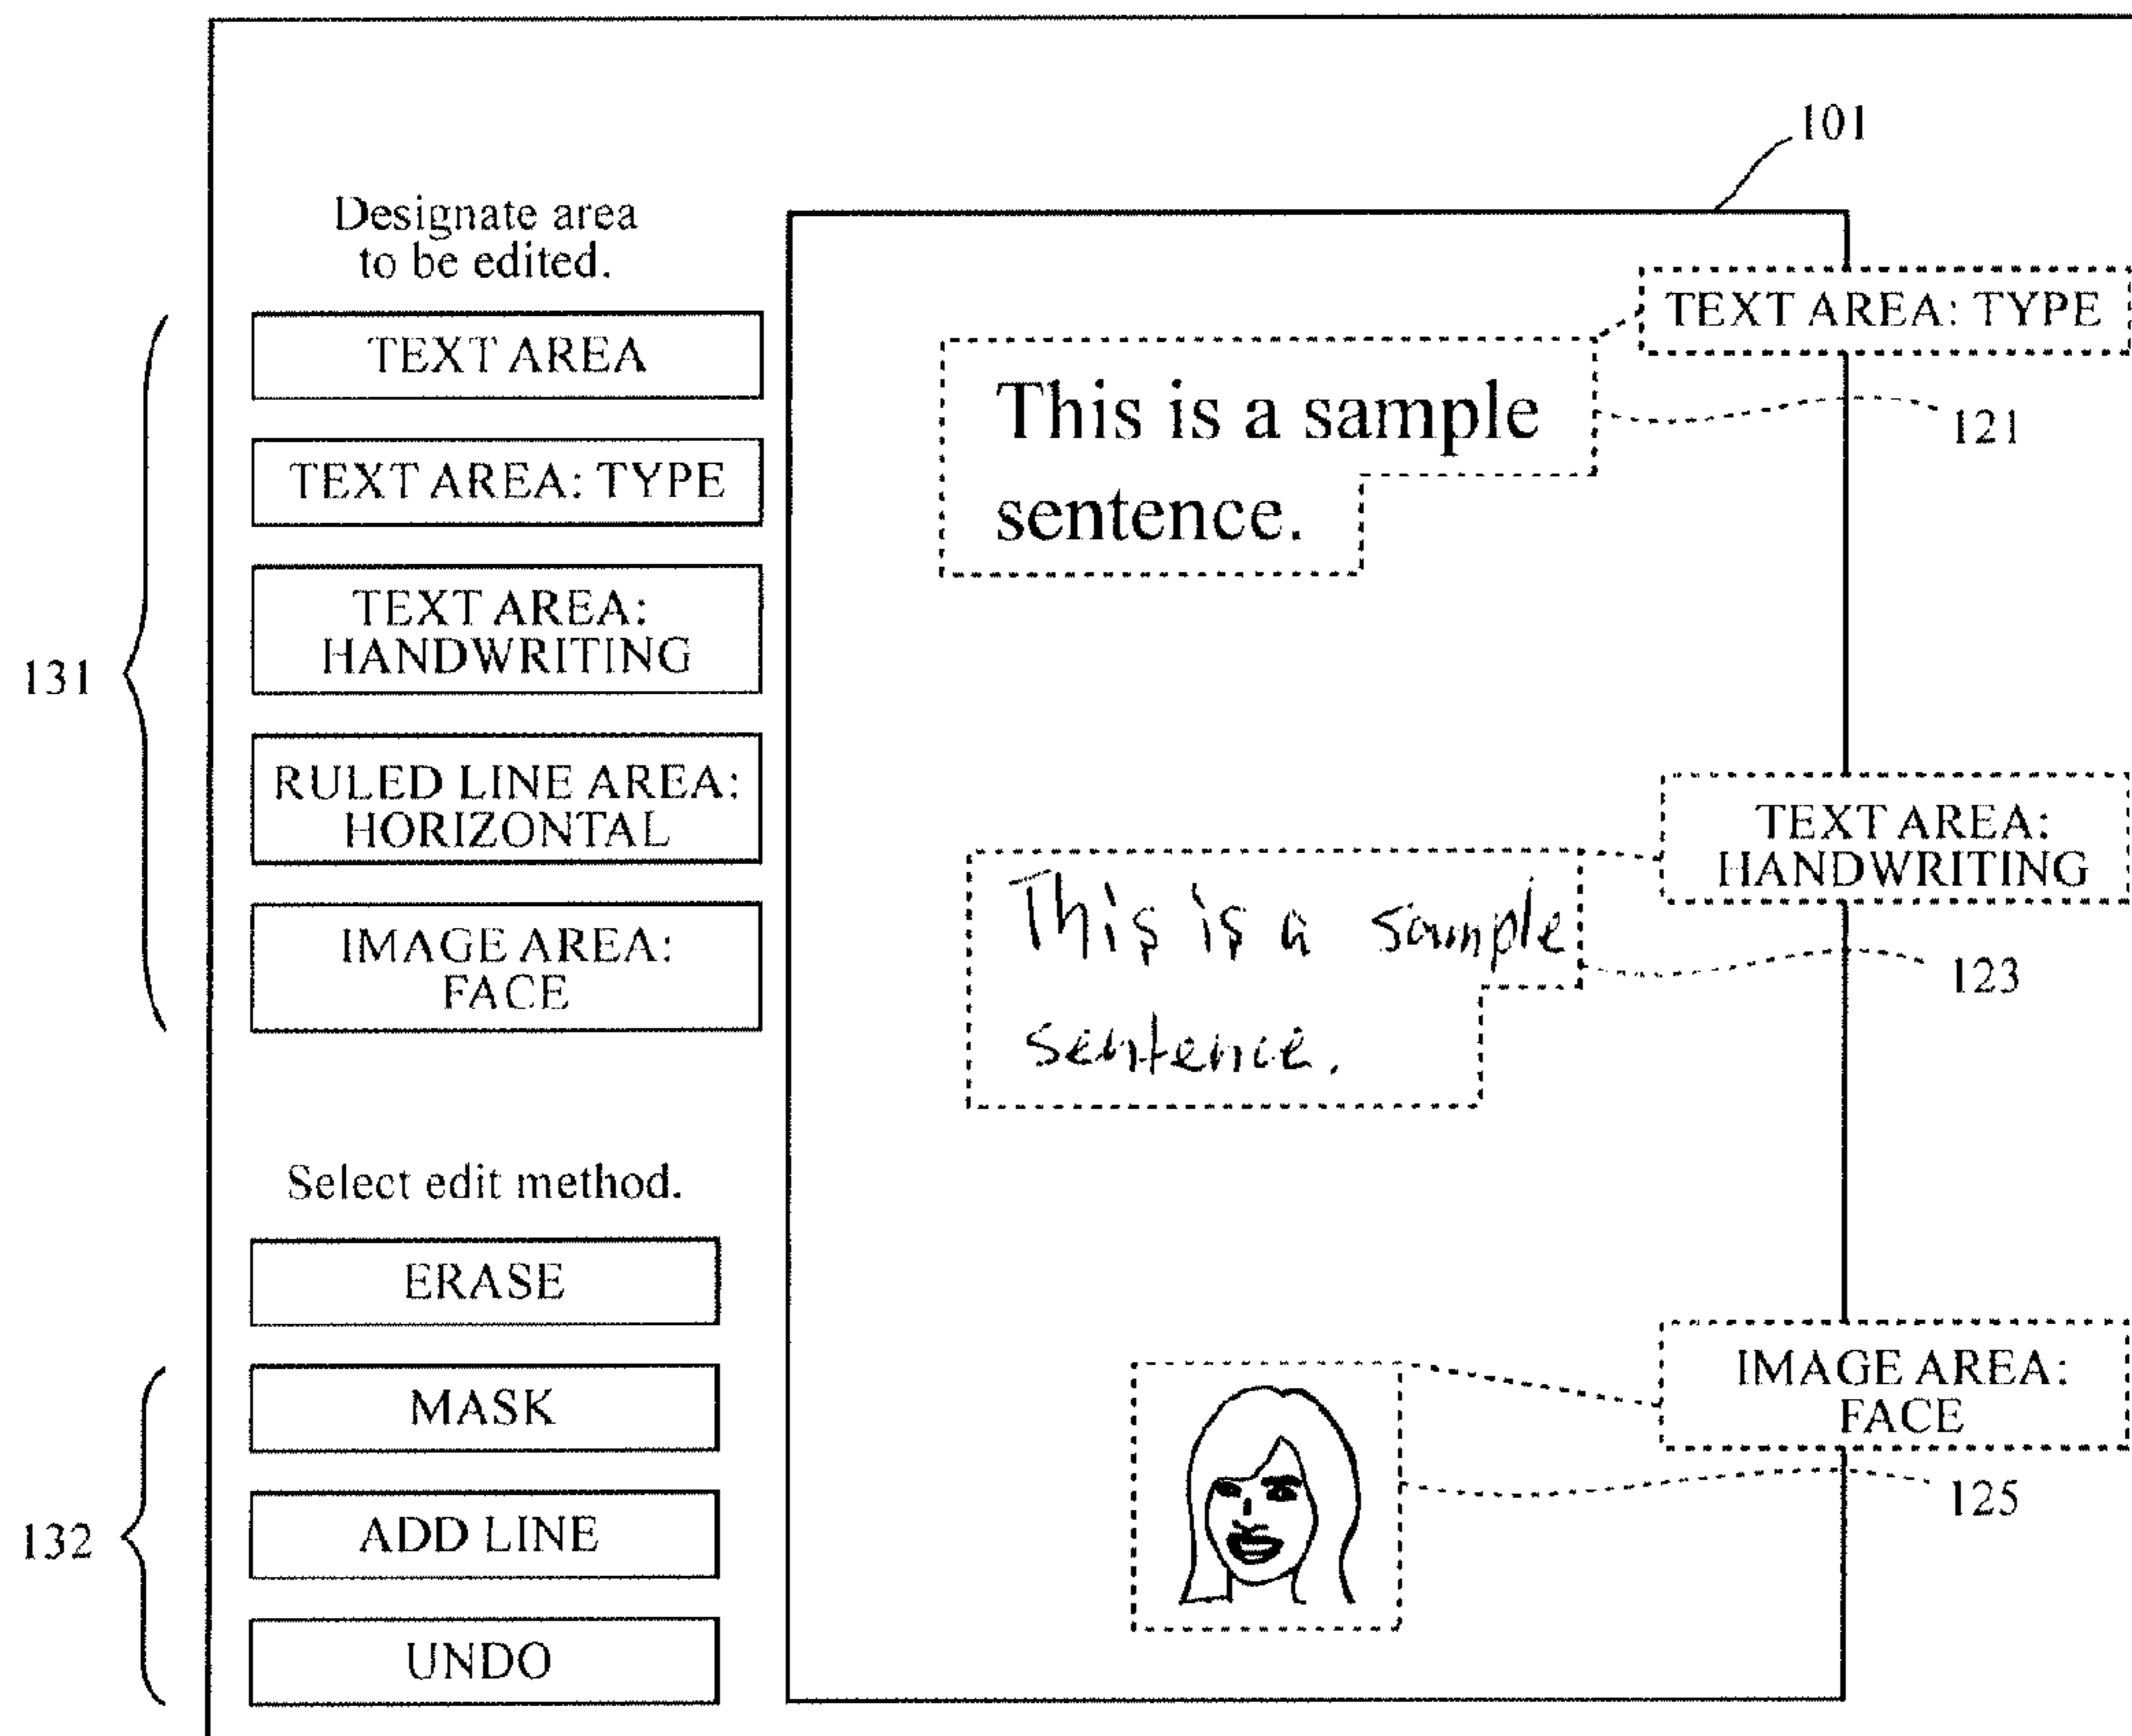 101
Designate area
to be edited.
TEXT AREA
TEXT AREA: TYPE
TEXT AREA:
HANDWRITING
RULED LINE AREA:
HORIZONTAL
IMAGE AREA:
FACE
131
Select edit method.
ERASE
MASK
ADD LINE
UNDO
132
TEXT AREA: TYPE
This is a sample
sentence.
121
TEXT AREA:
HANDWRITING
This is a sample
sentence.
123
IMAGE AREA:
FACE
125